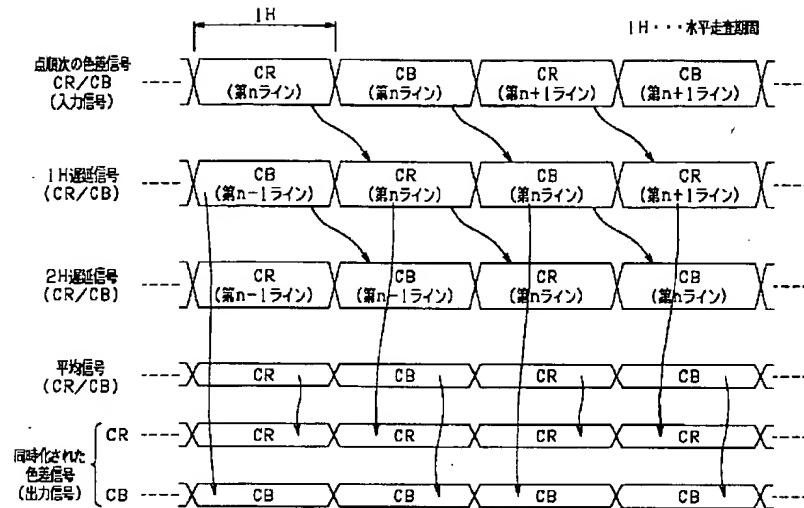 1H
1H・・・水平走査期間
点順次の色差信号
CR/CB
(入力信号)
CR
(第nライン)
CB
(第nライン)
CR
(第n+1ライン)
CB
(第n+1ライン)
1H遅延信号
(CR/CB)
CB
(第n-1ライン)
CR
(第nライン)
CB
(第nライン)
CR
(第n+1ライン)
2H遅延信号
(CR/CB)
CR
(第n-1ライン)
CB
(第n-1ライン)
CR
(第nライン)
CB
(第nライン)
平均信号
(CR/CB)
CR
CB
CR
CB
同時化された
色差信号
(出力信号)
CR
CR
CR
CR
CR
CB
CB
CB
CB
CB